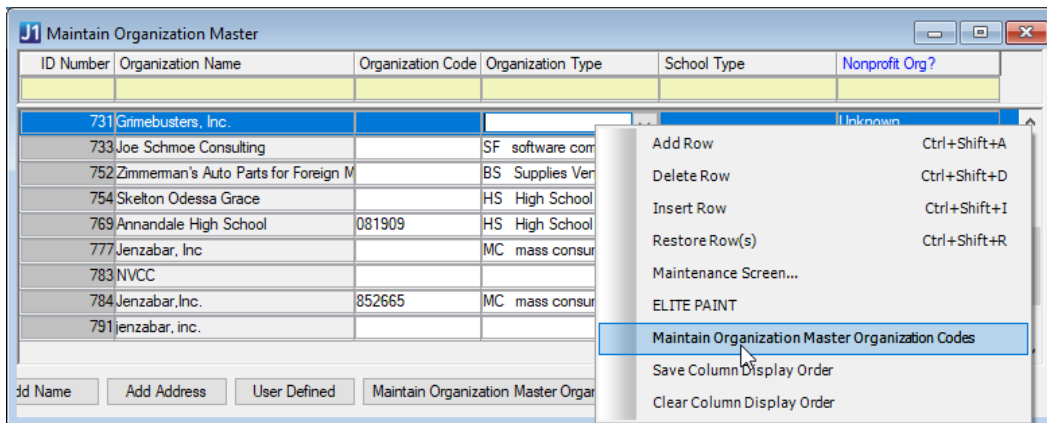 J1 Maintain Organization Master
ID Number Organization Name Organization Code Organization Type School Type Nonprofit Org?
731 Grimebusters, Inc. Unknown
733 Joe Schmoe Consulting SF software com
752 Zimmerman's Auto Parts for Foreign M BS Supplies Ven
754 Skelton Odessa Grace HS High School
769 Annandale High School 081909 HS High School
777 Jenzabar, Inc MC mass consur
783 NVCC
784 Jenzabar,Inc. 852665 MC mass consur
791 jenzabar, inc.
Add Row Ctrl+Shift+A
Delete Row Ctrl+Shift+D
Insert Row Ctrl+Shift+I
Restore Row(s) Ctrl+Shift+R
Maintenance Screen...
ELITE PAINT
Maintain Organization Master Organization Codes
Save Column Display Order
Clear Column Display Order
dd Name Add Address User Defined Maintain Organization Master Organ